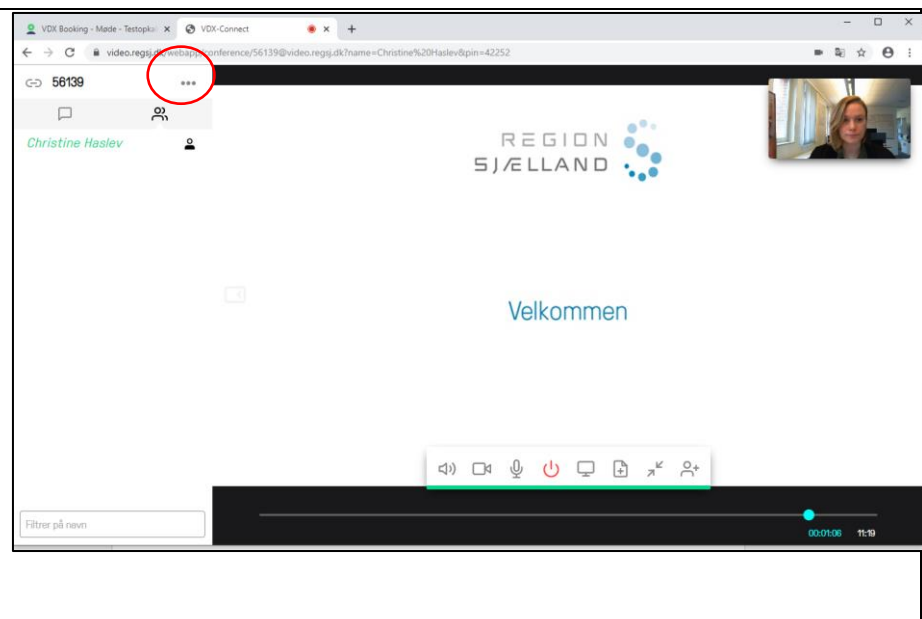 VDX Booking - Møde - Testopkal
VDX-Connect
video.regsj.dk/webapp/conference/56139@video.regsj.dk?name=Christine%20Haslev&pin=42252
56139
Christine Haslev
REGION
SJÆLLAND
Velkommen
Filtrer på navn
00:01:06 11:19